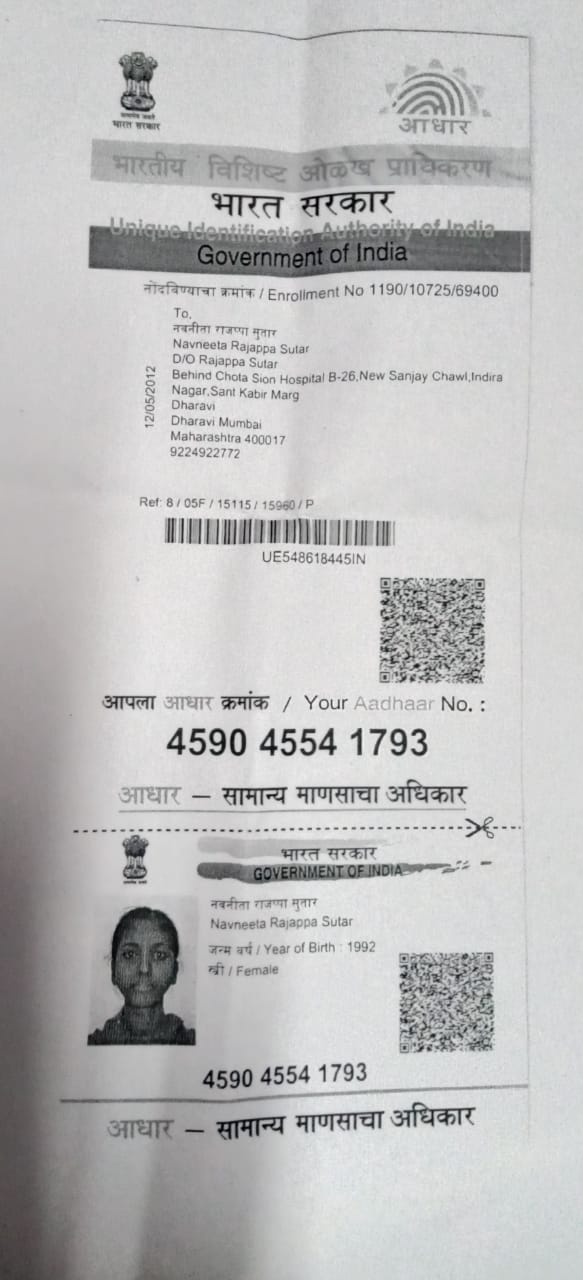 सत्यमेव जयते
भारत सरकार
आधार
भारतीय विशिष्ट ओळख प्राधिकरण
भारत सरकार
Unique Identification Authority of India
Government of India
नोंदविण्याचा क्रमांक / Enrollment No 1190/10725/69400
To,
नवनीता राजप्पा सुतार
Navneeta Rajappa Sutar
D/O Rajappa Sutar
Behind Chota Sion Hospital B-26,New Sanjay Chawl,Indira
Nagar,Sant Kabir Marg
Dharavi
Dharavi Mumbai
Maharashtra 400017
9224922772
12/05/2012
Ref: 8 / 05F / 15115 / 15960 / P
UE548618445IN
आपला आधार क्रमांक / Your Aadhaar No. :
4590 4554 1793
आधार – सामान्य माणसाचा अधिकार
भारत सरकार
GOVERNMENT OF INDIA
नवनीता राजप्पा सुतार
Navneeta Rajappa Sutar
जन्म वर्ष / Year of Birth : 1992
स्त्री / Female
4590 4554 1793
आधार – सामान्य माणसाचा अधिकार